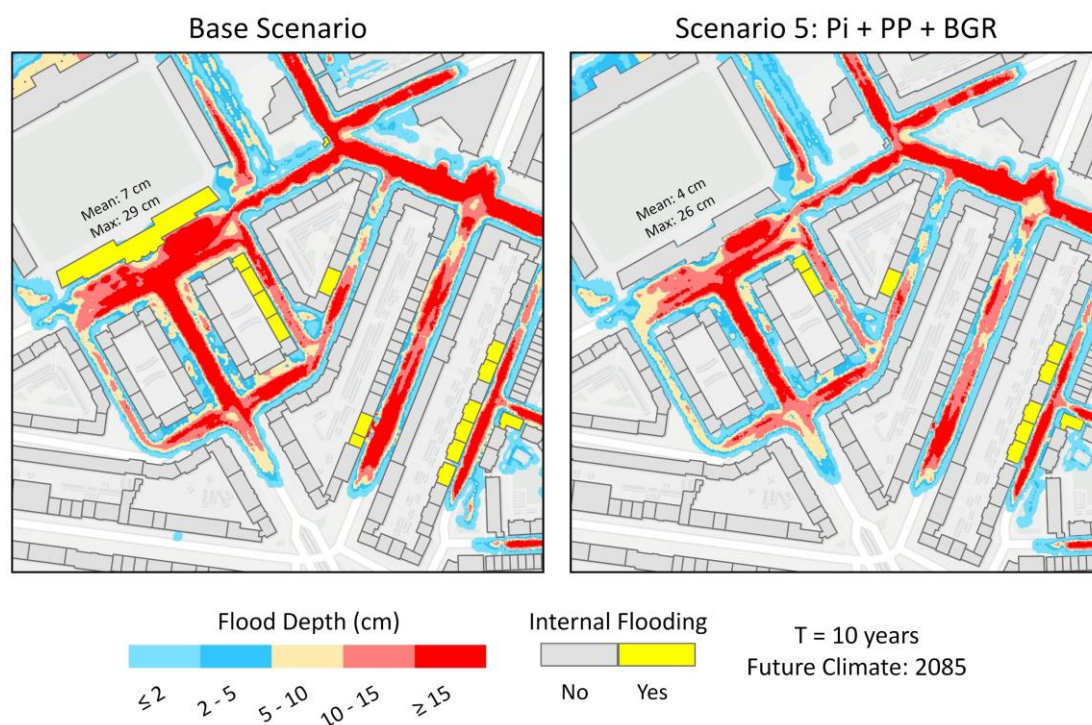 Base Scenario
Scenario 5: Pi + PP + BGR
Mean: 7 cm
Max: 29 cm
Mean: 4 cm
Max: 26 cm
Flood Depth (cm)
≤ 2
2 - 5
5 - 10
10 - 15
≥ 15
Internal Flooding
No
Yes
T = 10 years
Future Climate: 2085